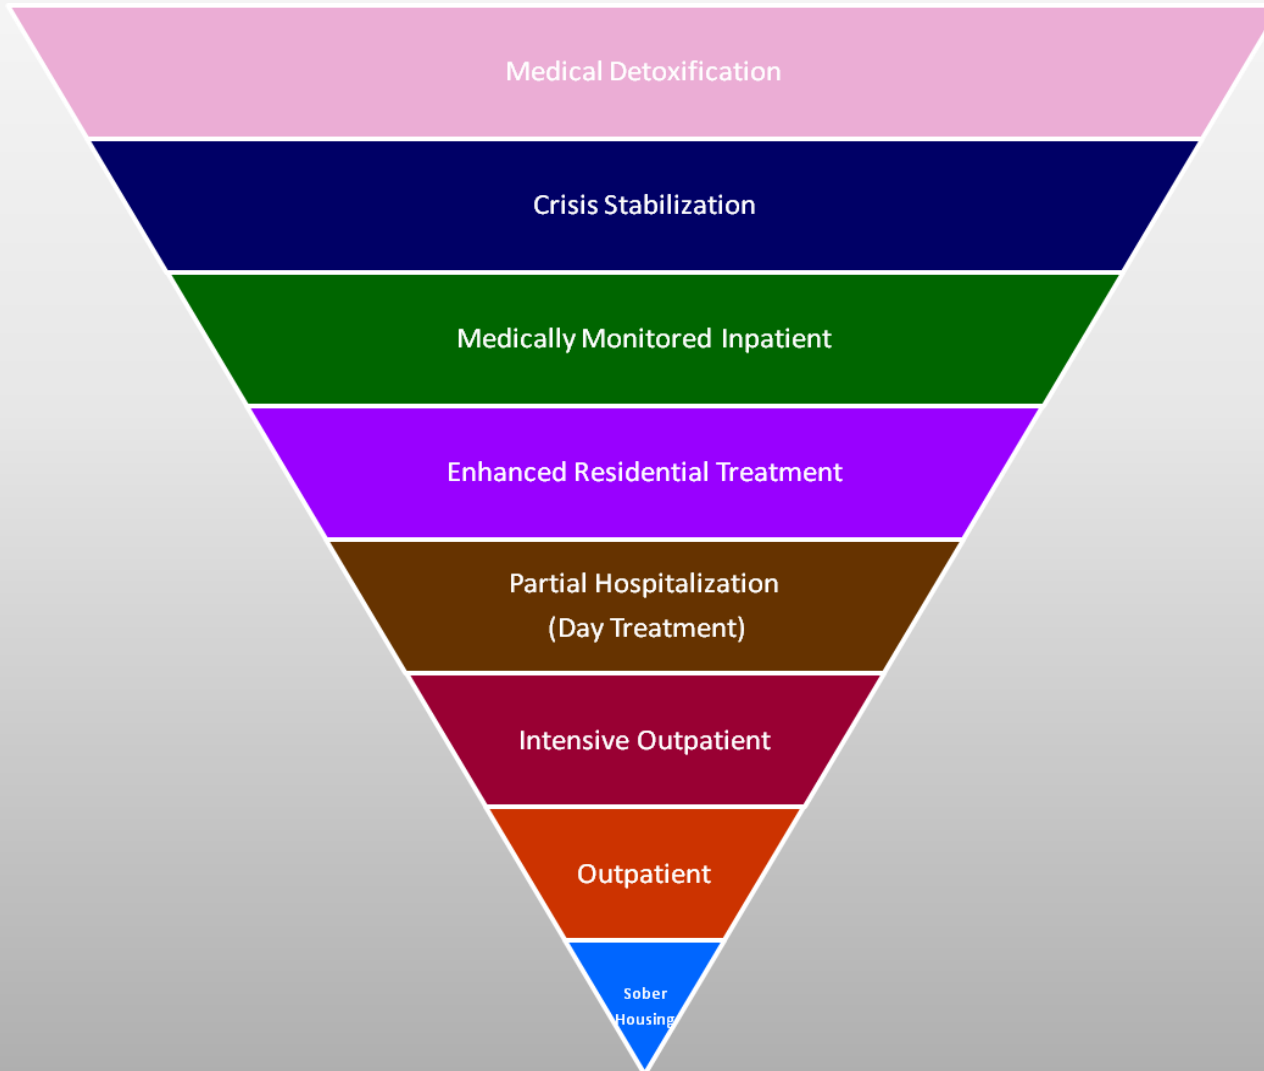 Medical Detoxification
Crisis Stabilization
Medically Monitored Inpatient
Enhanced Residential Treatment
Partial Hospitalization
(Day Treatment)
Intensive Outpatient
Outpatient
Sober
Housing